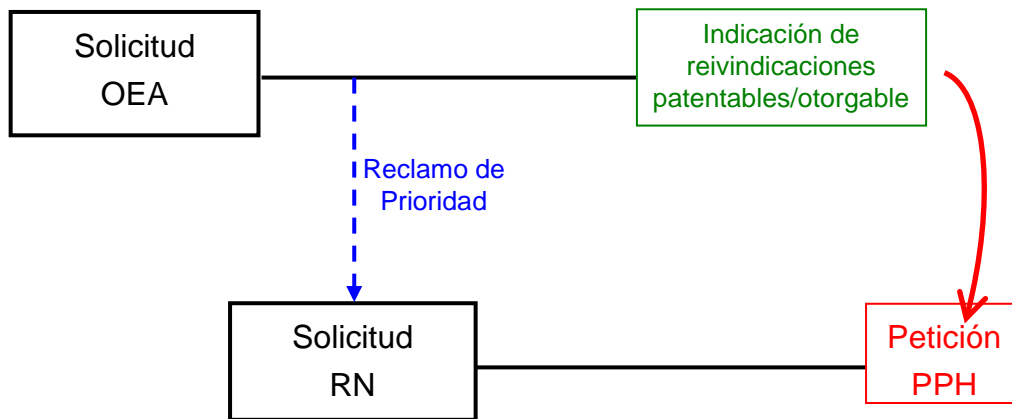 Solicitud
OEA
Indicación de
reivindicaciones
patentables/otorgable
Reclamo de
Prioridad
Solicitud
RN
Petición
PPH